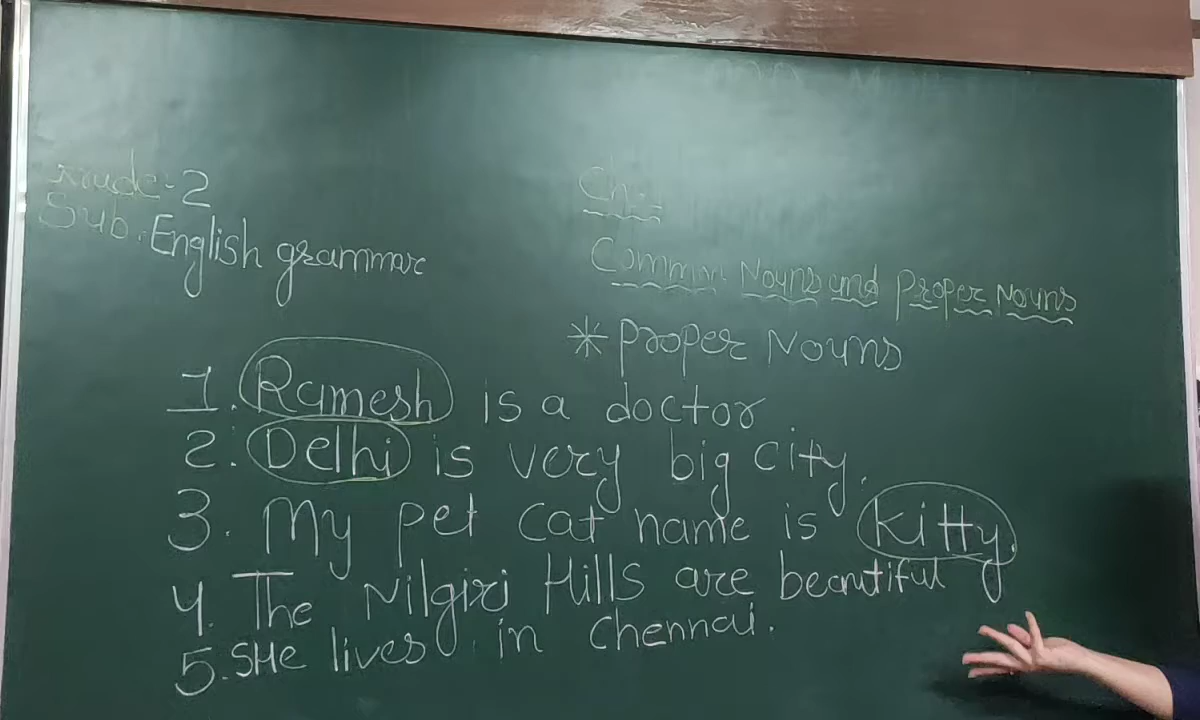 Grade-2
Sub:English grammar
Ch:-
Common Nouns and Proper Nouns
* Proper Nouns
1. Ramesh is a doctor
2. Delhi is very big city.
3. My pet cat name is Kitty.
4. The Nilgiri Hills are beautiful
5. SHe lives in Chennai.